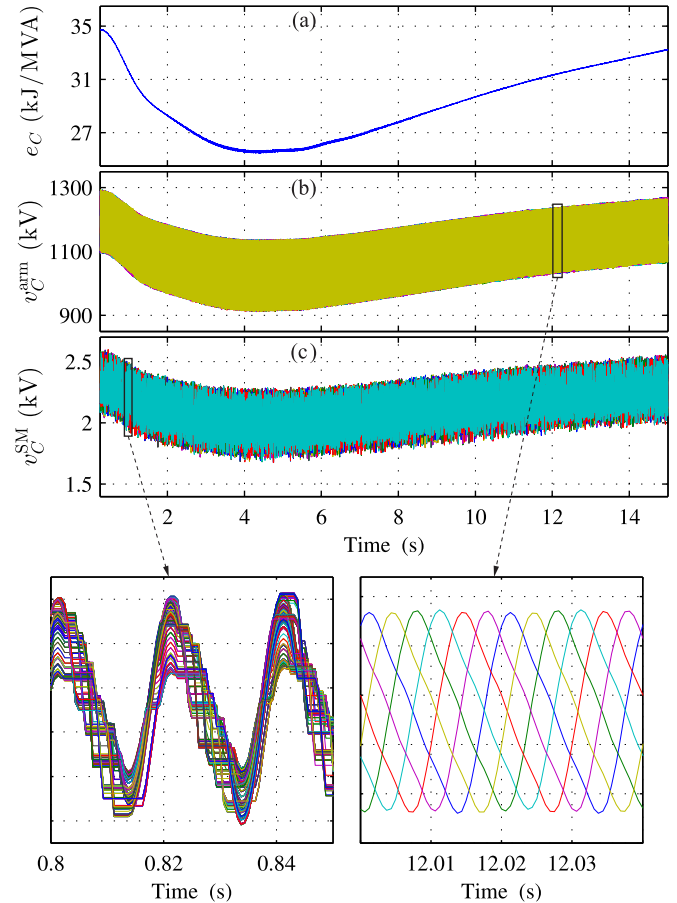 (a)
e_C (kJ/MVA)
35
31
27
(b)
v_C^arm (kV)
1300
1100
900
(c)
v_C^SM (kV)
2.5
2
1.5
2 4 6 8 10 12 14
Time (s)
0.8 0.82 0.84
Time (s)
12.01 12.02 12.03
Time (s)